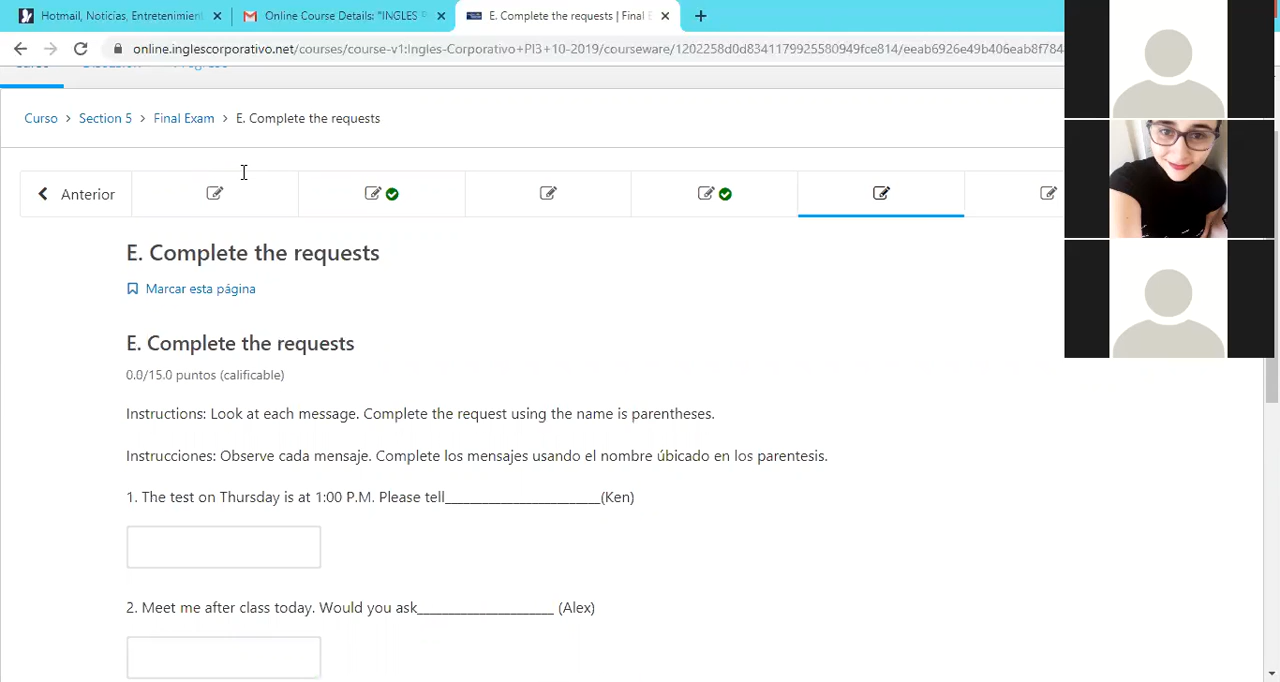 Hotmail, Noticias, Entretenimient
Online Course Details: "INGLES
E. Complete the requests | Final E
online.inglescorporativo.net/courses/course-v1:Ingles-Corporativo+PI3+10-2019/courseware/1202258d0d8341179925580949fce814/eeab6926e49b406eab8f784
Curso > Section 5 > Final Exam > E. Complete the requests
Anterior
E. Complete the requests
Marcar esta página
E. Complete the requests
0.0/15.0 puntos (calificable)
Instructions: Look at each message. Complete the request using the name is parentheses.
Instrucciones: Observe cada mensaje. Complete los mensajes usando el nombre úbicado en los parentesis.
1. The test on Thursday is at 1:00 P.M. Please tell______________________(Ken)
2. Meet me after class today. Would you ask___________________ (Alex)